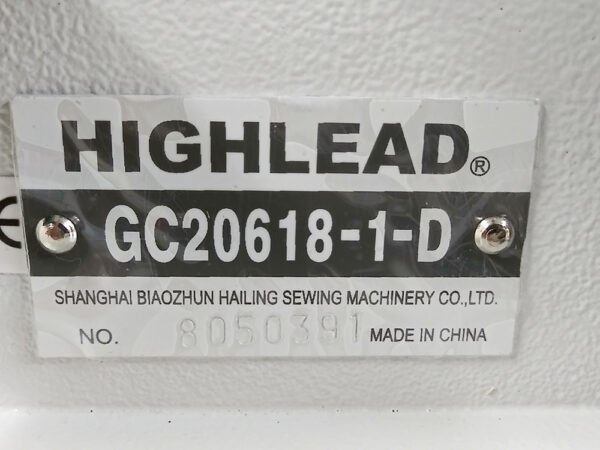 HIGHLEAD®
GC20618-1-D
SHANGHAI BIAOZHUN HAILING SEWING MACHINERY CO.,LTD.
NO. 8050391 MADE IN CHINA